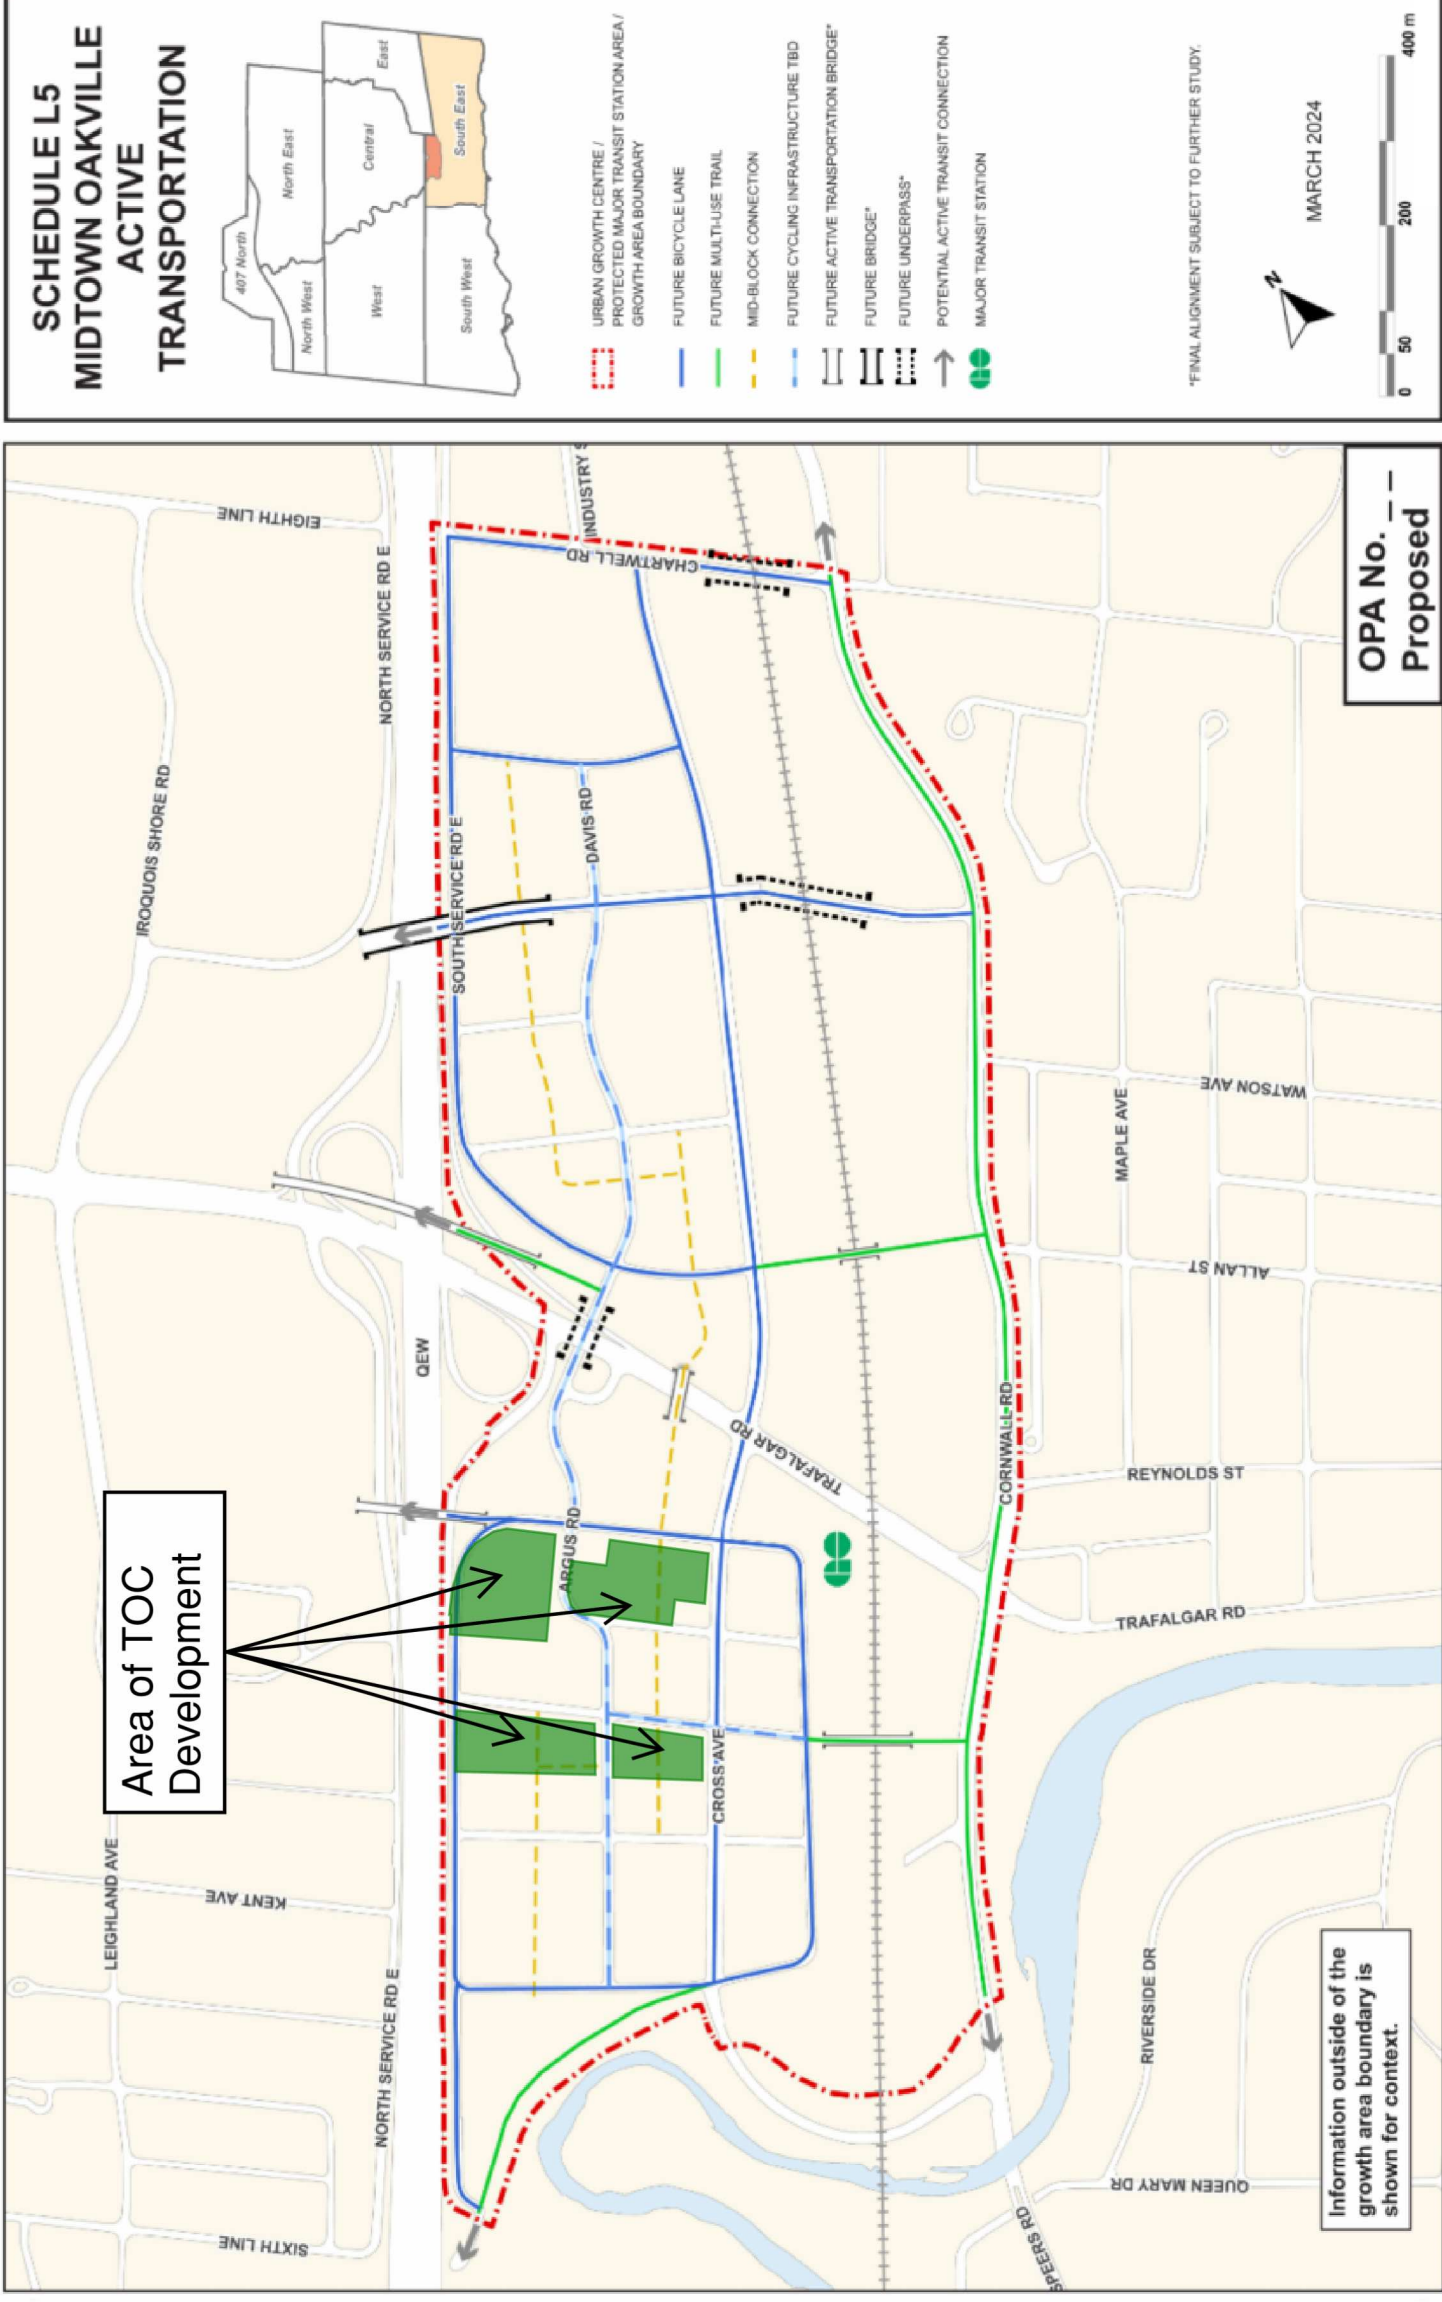 SCHEDULE L5
MIDTOWN OAKVILLE
ACTIVE
TRANSPORTATION
407 North
North East
East
North West
West
Central
South West
South East
URBAN GROWTH CENTRE /
PROTECTED MAJOR TRANSIT STATION AREA /
GROWTH AREA BOUNDARY
FUTURE BICYCLE LANE
FUTURE MULTI-USE TRAIL
MID-BLOCK CONNECTION
FUTURE CYCLING INFRASTRUCTURE TBD
FUTURE ACTIVE TRANSPORTATION BRIDGE*
FUTURE BRIDGE*
FUTURE UNDERPASS*
POTENTIAL ACTIVE TRANSIT CONNECTION
MAJOR TRANSIT STATION
*FINAL ALIGNMENT SUBJECT TO FURTHER STUDY.
N
MARCH 2024
0 50 200 400 m
Area of TOC
Development
EIGHTH LINE
NORTH SERVICE RD E
IROQUOIS SHORE RD
INDUSTRY S
CHARTWELL RD
SOUTH SERVICE RD E
DAVIS RD
QEW
TRAFALGAR RD
ARGUS RD
CROSS AVE
CORNWALL RD
MAPLE AVE
WATSON AVE
ALLAN ST
REYNOLDS ST
TRAFALGAR RD
LEIGHLAND AVE
KENT AVE
NORTH SERVICE RD E
SIXTH LINE
RIVERSIDE DR
QUEEN MARY DR
SPEERS RD
Information outside of the
growth area boundary is
shown for context.
OPA No. _ _
Proposed